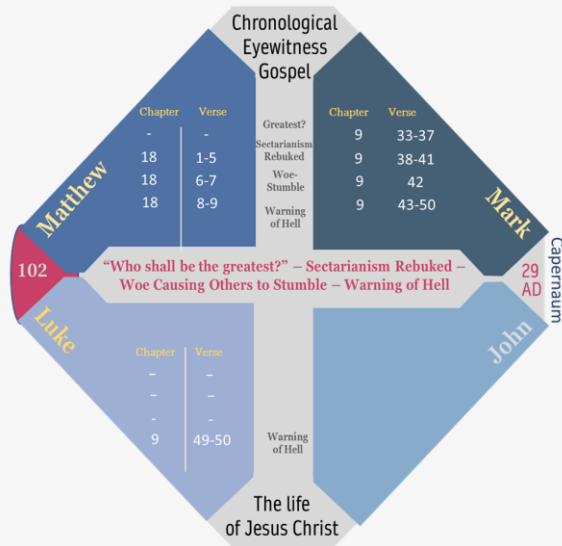 Chronological
Eyewitness
Gospel
Matthew
Chapter Verse
- -
18 1-5
18 6-7
18 8-9
Greatest?
Sectarianism
Rebuked
Woe-
Stumble
Warning
of Hell
Chapter Verse
9 33-37
9 38-41
9 42
9 43-50
Mark
102
“Who shall be the greatest?” – Sectarianism Rebuked –
Woe Causing Others to Stumble – Warning of Hell
29
AD
Capernaum
Luke
Chapter Verse
– –
– –
- -
9 49-50
Warning
of Hell
John
The life
of Jesus Christ